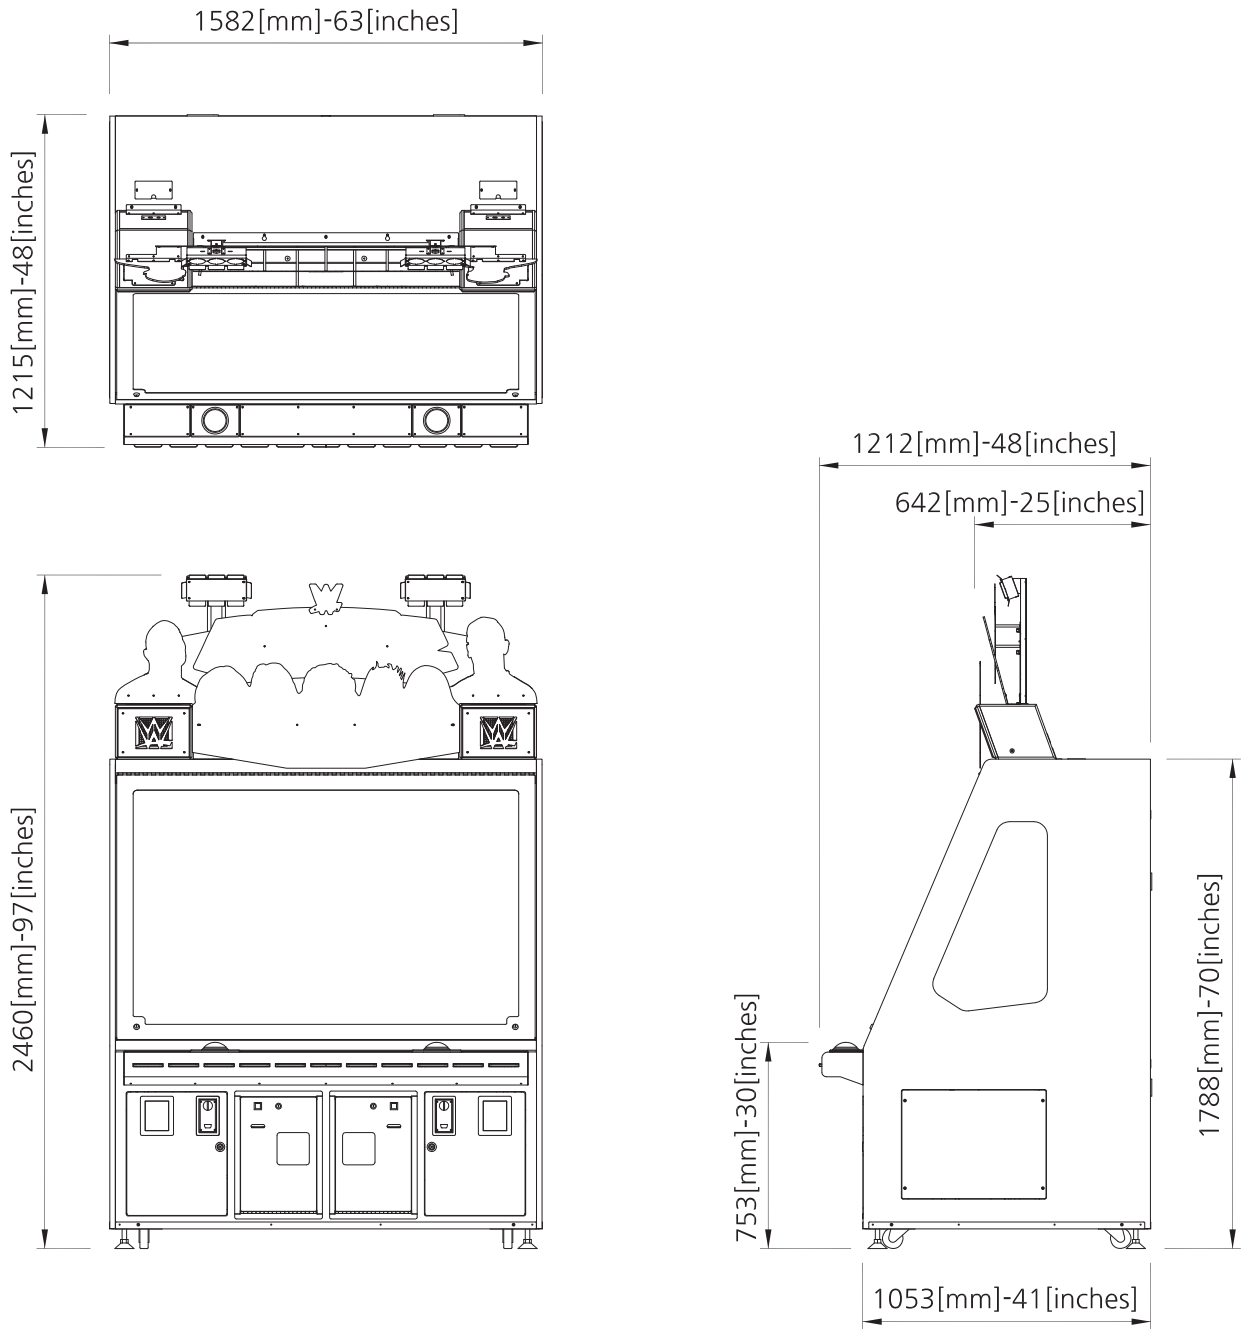 1582[mm]-63[inches]
1215[mm]-48[inches]
1212[mm]-48[inches]
642[mm]-25[inches]
2460[mm]-97[inches]
W
W
W
753[mm]-30[inches]
1788[mm]-70[inches]
1053[mm]-41[inches]